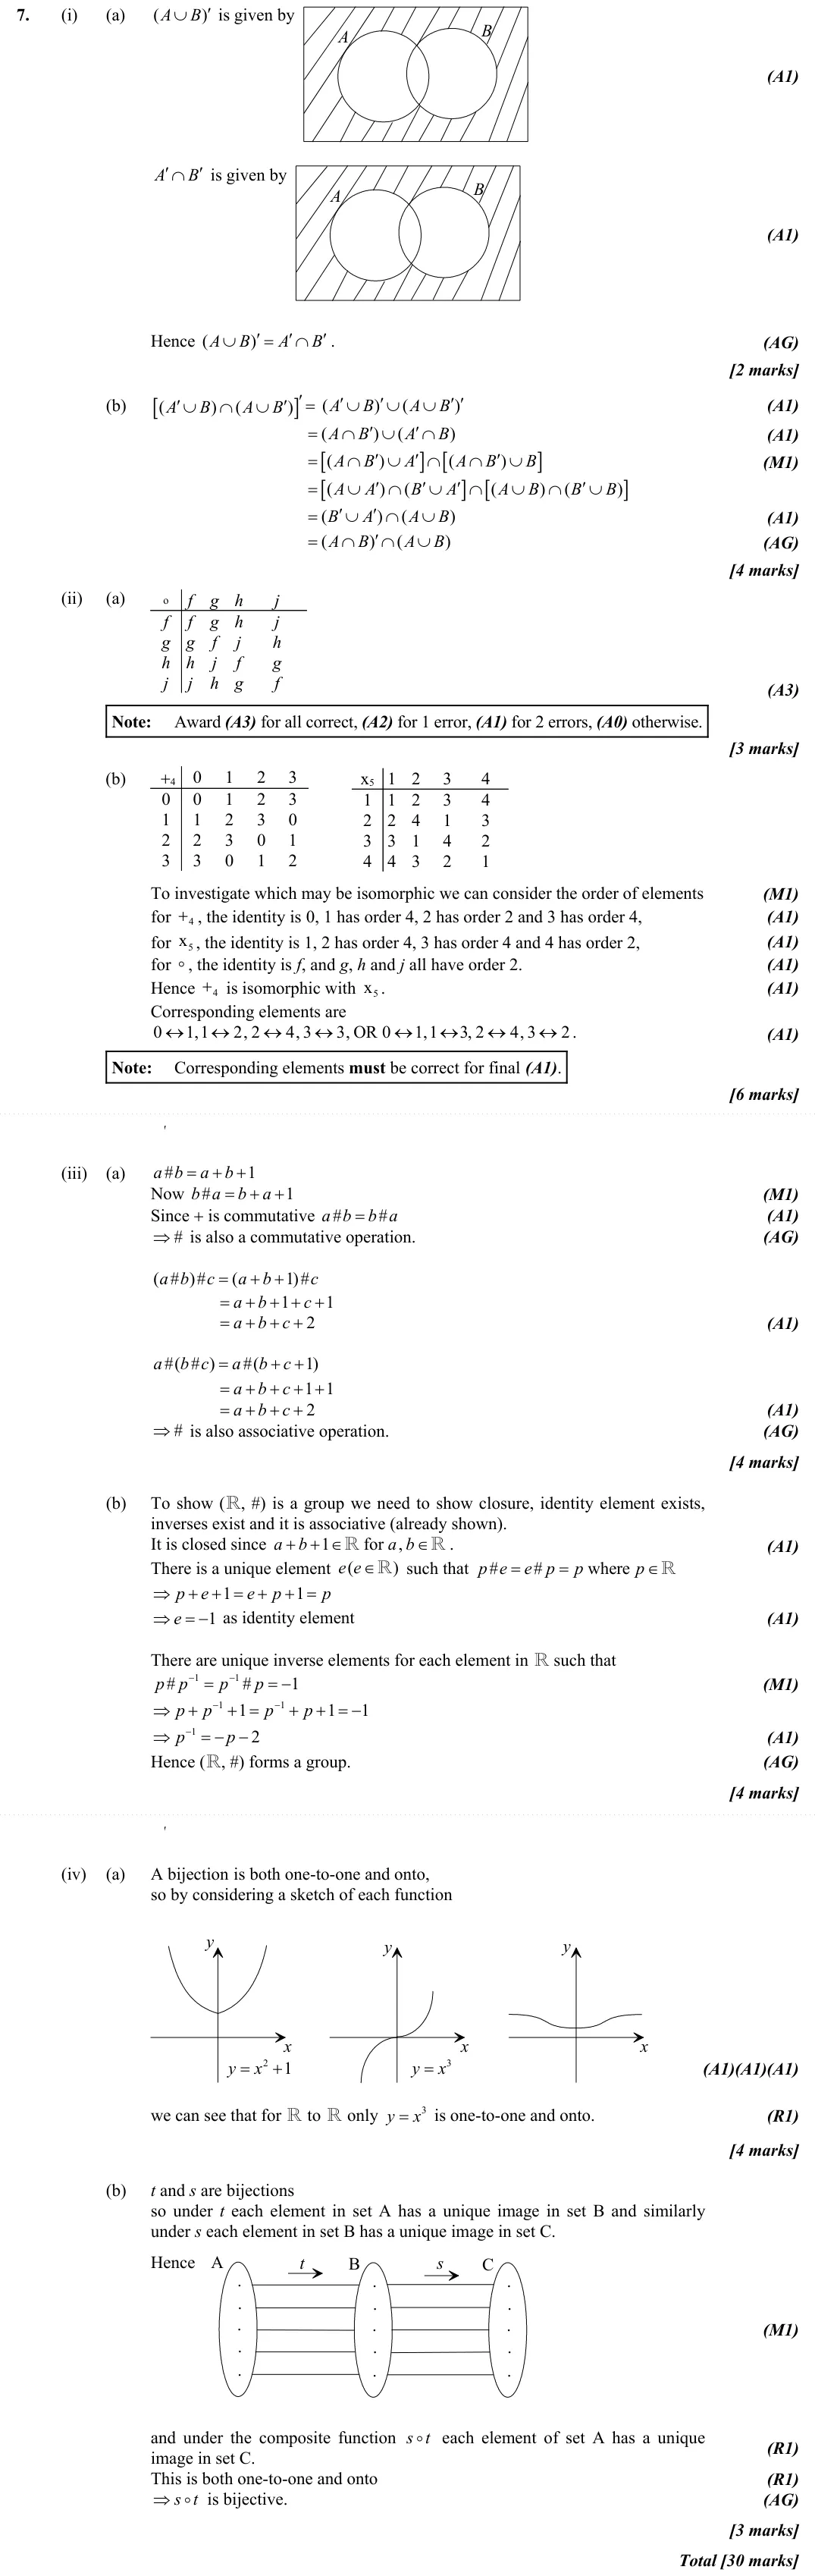 7. (i) (a) (A∪B)′ is given by
A B
(A1)
A′∩B′ is given by
A B
(A1)
Hence (A∪B)′ = A′∩B′. (AG)
[2 marks]
(b) [(A′∪B)∩(A∪B′)]′ = (A′∪B)′∪(A∪B′)′ (A1)
= (A∩B′)∪(A′∩B) (A1)
= [(A∩B′)∪A′]∩[(A∩B′)∪B] (M1)
= [(A∪A′)∩(B′∪A′]∩[(A∪B)∩(B′∪B)]
= (B′∪A′)∩(A∪B) (A1)
= (A∩B)′∩(A∪B) (AG)
[4 marks]
(ii) (a) ∘ f g h j
f f g h j
g g f j h
h h j f g
j j h g f (A3)
Note: Award (A3) for all correct, (A2) for 1 error, (A1) for 2 errors, (A0) otherwise.
[3 marks]
(b) +₄ 0 1 2 3 x₅ 1 2 3 4
0 0 1 2 3 1 1 2 3 4
1 1 2 3 0 2 2 4 1 3
2 2 3 0 1 3 3 1 4 2
3 3 0 1 2 4 4 3 2 1
To investigate which may be isomorphic we can consider the order of elements (M1)
for +₄, the identity is 0, 1 has order 4, 2 has order 2 and 3 has order 4, (A1)
for x₅, the identity is 1, 2 has order 4, 3 has order 4 and 4 has order 2, (A1)
for ∘, the identity is f, and g, h and j all have order 2. (A1)
Hence +₄ is isomorphic with x₅. (A1)
Corresponding elements are
0↔1, 1↔2, 2↔4, 3↔3, OR 0↔1, 1↔3, 2↔4, 3↔2. (A1)
Note: Corresponding elements must be correct for final (A1).
[6 marks]
(iii) (a) a#b = a+b+1
Now b#a = b+a+1 (M1)
Since + is commutative a#b = b#a (A1)
⇒# is also a commutative operation. (AG)
(a#b)#c = (a+b+1)#c
= a+b+1+c+1
= a+b+c+2 (A1)
a#(b#c) = a#(b+c+1)
= a+b+c+1+1
= a+b+c+2 (A1)
⇒# is also associative operation. (AG)
[4 marks]
(b) To show (ℝ, #) is a group we need to show closure, identity element exists,
inverses exist and it is associative (already shown).
It is closed since a+b+1∈ℝ for a,b∈ℝ. (A1)
There is a unique element e(e∈ℝ) such that p#e = e#p = p where p∈ℝ
⇒ p+e+1 = e+p+1 = p
⇒ e = −1 as identity element (A1)
There are unique inverse elements for each element in ℝ such that
p#p⁻¹ = p⁻¹#p = −1 (M1)
⇒ p+p⁻¹+1 = p⁻¹+p+1 = −1
⇒ p⁻¹ = −p−2 (A1)
Hence (ℝ, #) forms a group. (AG)
[4 marks]
(iv) (a) A bijection is both one-to-one and onto,
so by considering a sketch of each function
y y y
x x x
y = x²+1 y = x³ (A1)(A1)(A1)
we can see that for ℝ to ℝ only y = x³ is one-to-one and onto. (R1)
[4 marks]
(b) t and s are bijections
so under t each element in set A has a unique image in set B and similarly
under s each element in set B has a unique image in set C.
Hence A t B s C
(M1)
and under the composite function s∘t each element of set A has a unique
image in set C. (R1)
This is both one-to-one and onto (R1)
⇒ s∘t is bijective. (AG)
[3 marks]
Total [30 marks]